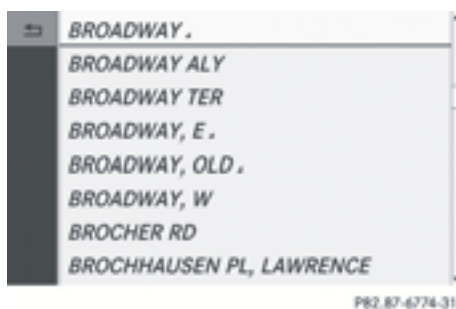 BROADWAY.
BROADWAY ALY
BROADWAY TER
BROADWAY, E.
BROADWAY, OLD.
BROADWAY, W
BROCHER RD
BROCHHAUSEN PL, LAWRENCE
P82.87-6774-31